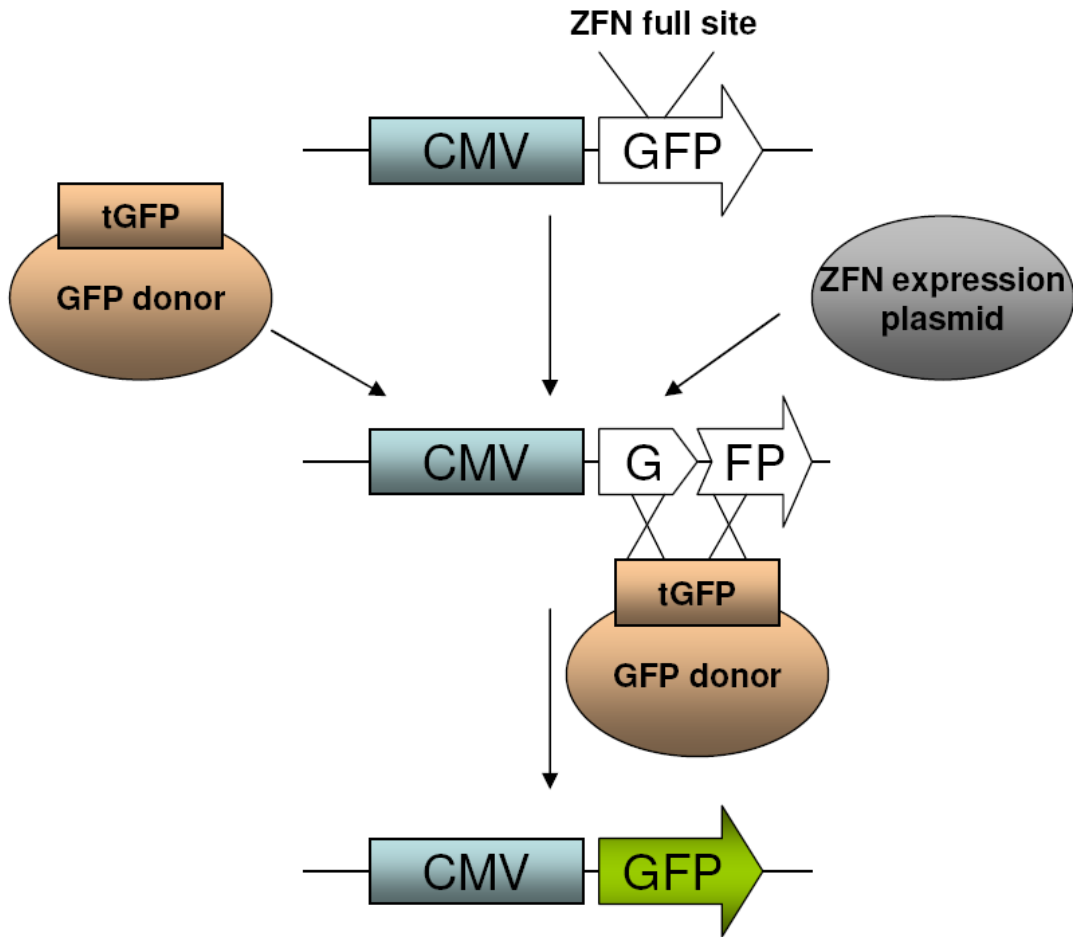 ZFN full site
CMV
GFP
tGFP
GFP donor
ZFN expression
plasmid
CMV
G
FP
tGFP
GFP donor
CMV
GFP